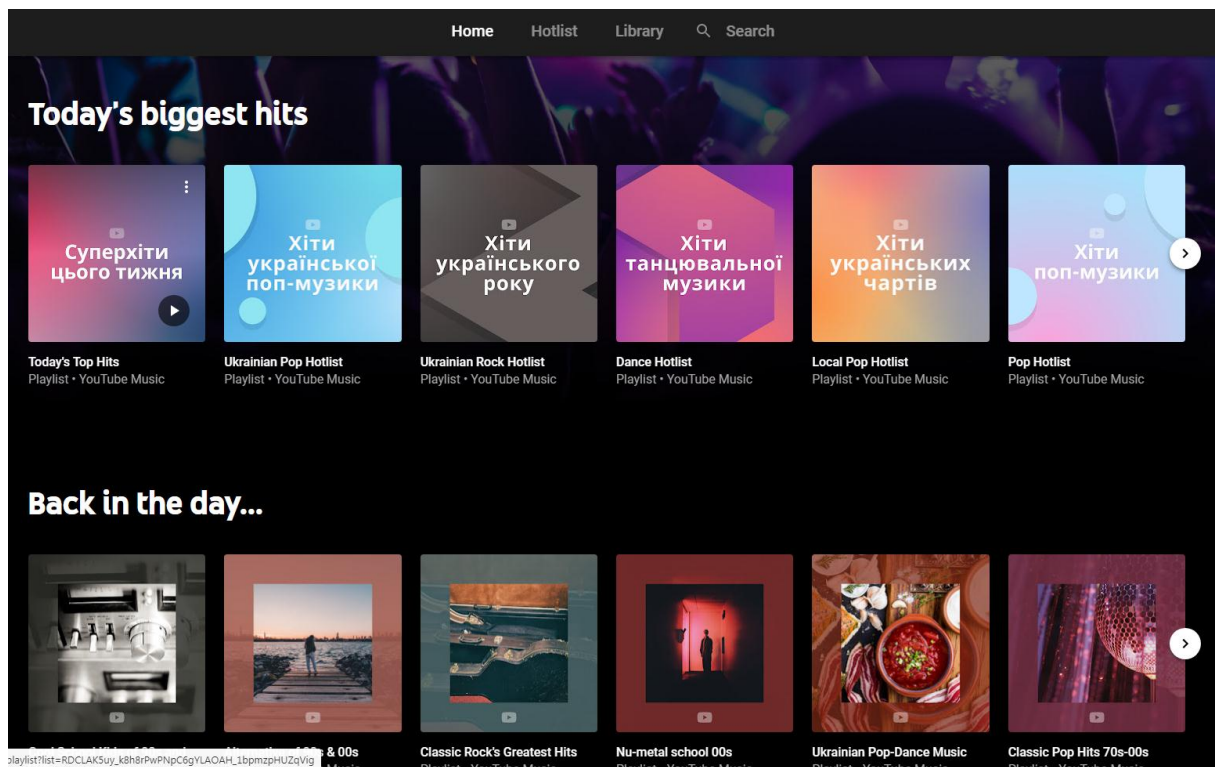 Home Hotlist Library Search
Today's biggest hits
Суперхіти
цього тижня
Today's Top Hits
Playlist • YouTube Music
Хіти
української
поп-музики
Ukrainian Pop Hotlist
Playlist • YouTube Music
Хіти
українського
року
Ukrainian Rock Hotlist
Playlist • YouTube Music
Хіти
танцювальної
музики
Dance Hotlist
Playlist • YouTube Music
Хіти
українських
чартів
Local Pop Hotlist
Playlist • YouTube Music
Хіти
поп-музики
Pop Hotlist
Playlist • YouTube Music
Back in the day...
& 00s
Classic Rock's Greatest Hits
Nu-metal school 00s
Ukrainian Pop-Dance Music
Classic Pop Hits 70s-00s